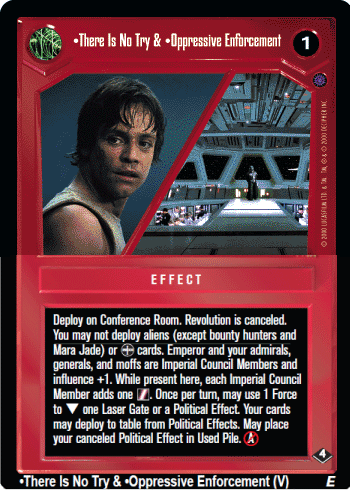 •There Is No Try & •Oppressive Enforcement
1
© 2000 LUCASFILM LTD. & TM.
EFFECT
Deploy on Conference Room. Revolution is canceled.
You may not deploy aliens (except bounty hunters and
Mara Jade) or cards. Emperor and your admirals,
generals, and moffs are Imperial Council Members and
influence +1. While present here, each Imperial Council
Member adds one . Once per turn, may use 1 Force
to ▼ one Laser Gate or a Political Effect. Your cards
may deploy to table from Political Effects. May place
your canceled Political Effect in Used Pile.
4
•There Is No Try & •Oppressive Enforcement (V) E